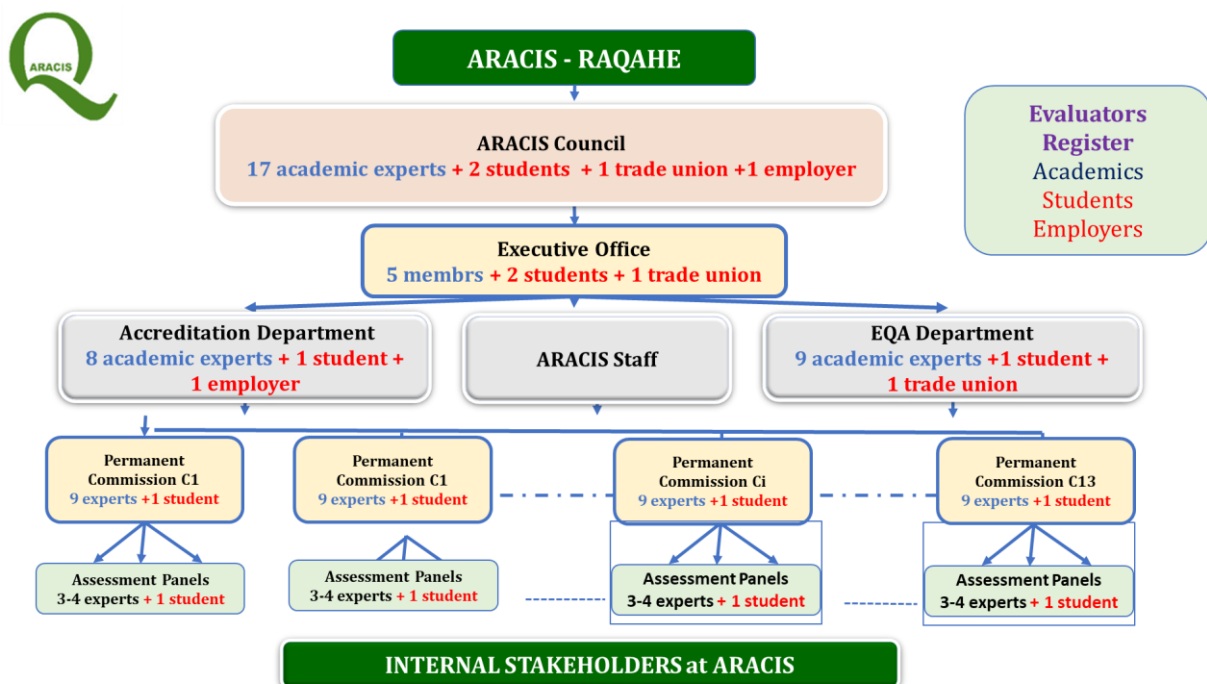 ARACIS
ARACIS - RAQAHE
ARACIS Council
17 academic experts + 2 students + 1 trade union +1 employer
Evaluators
Register
Academics
Students
Employers
Executive Office
5 membrs + 2 students + 1 trade union
Accreditation Department
8 academic experts + 1 student +
1 employer
ARACIS Staff
EQA Department
9 academic experts +1 student +
1 trade union
Permanent
Commission C1
9 experts +1 student
Permanent
Commission C1
9 experts +1 student
Permanent
Commission Ci
9 experts +1 student
Permanent
Commission C13
9 experts +1 student
Assessment Panels
3-4 experts + 1 student
Assessment Panels
3-4 experts + 1 student
Assessment Panels
3-4 experts + 1 student
Assessment Panels
3-4 experts + 1 student
INTERNAL STAKEHOLDERS at ARACIS